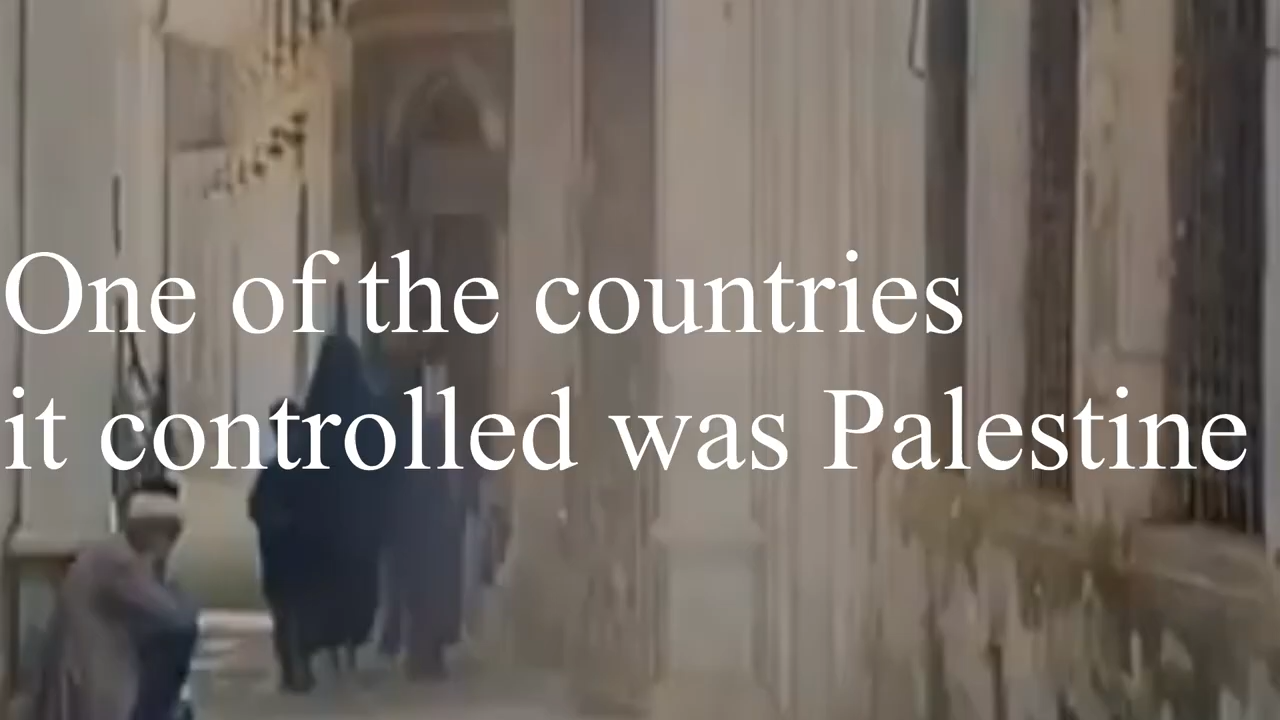 One of the countries
it controlled was Palestine